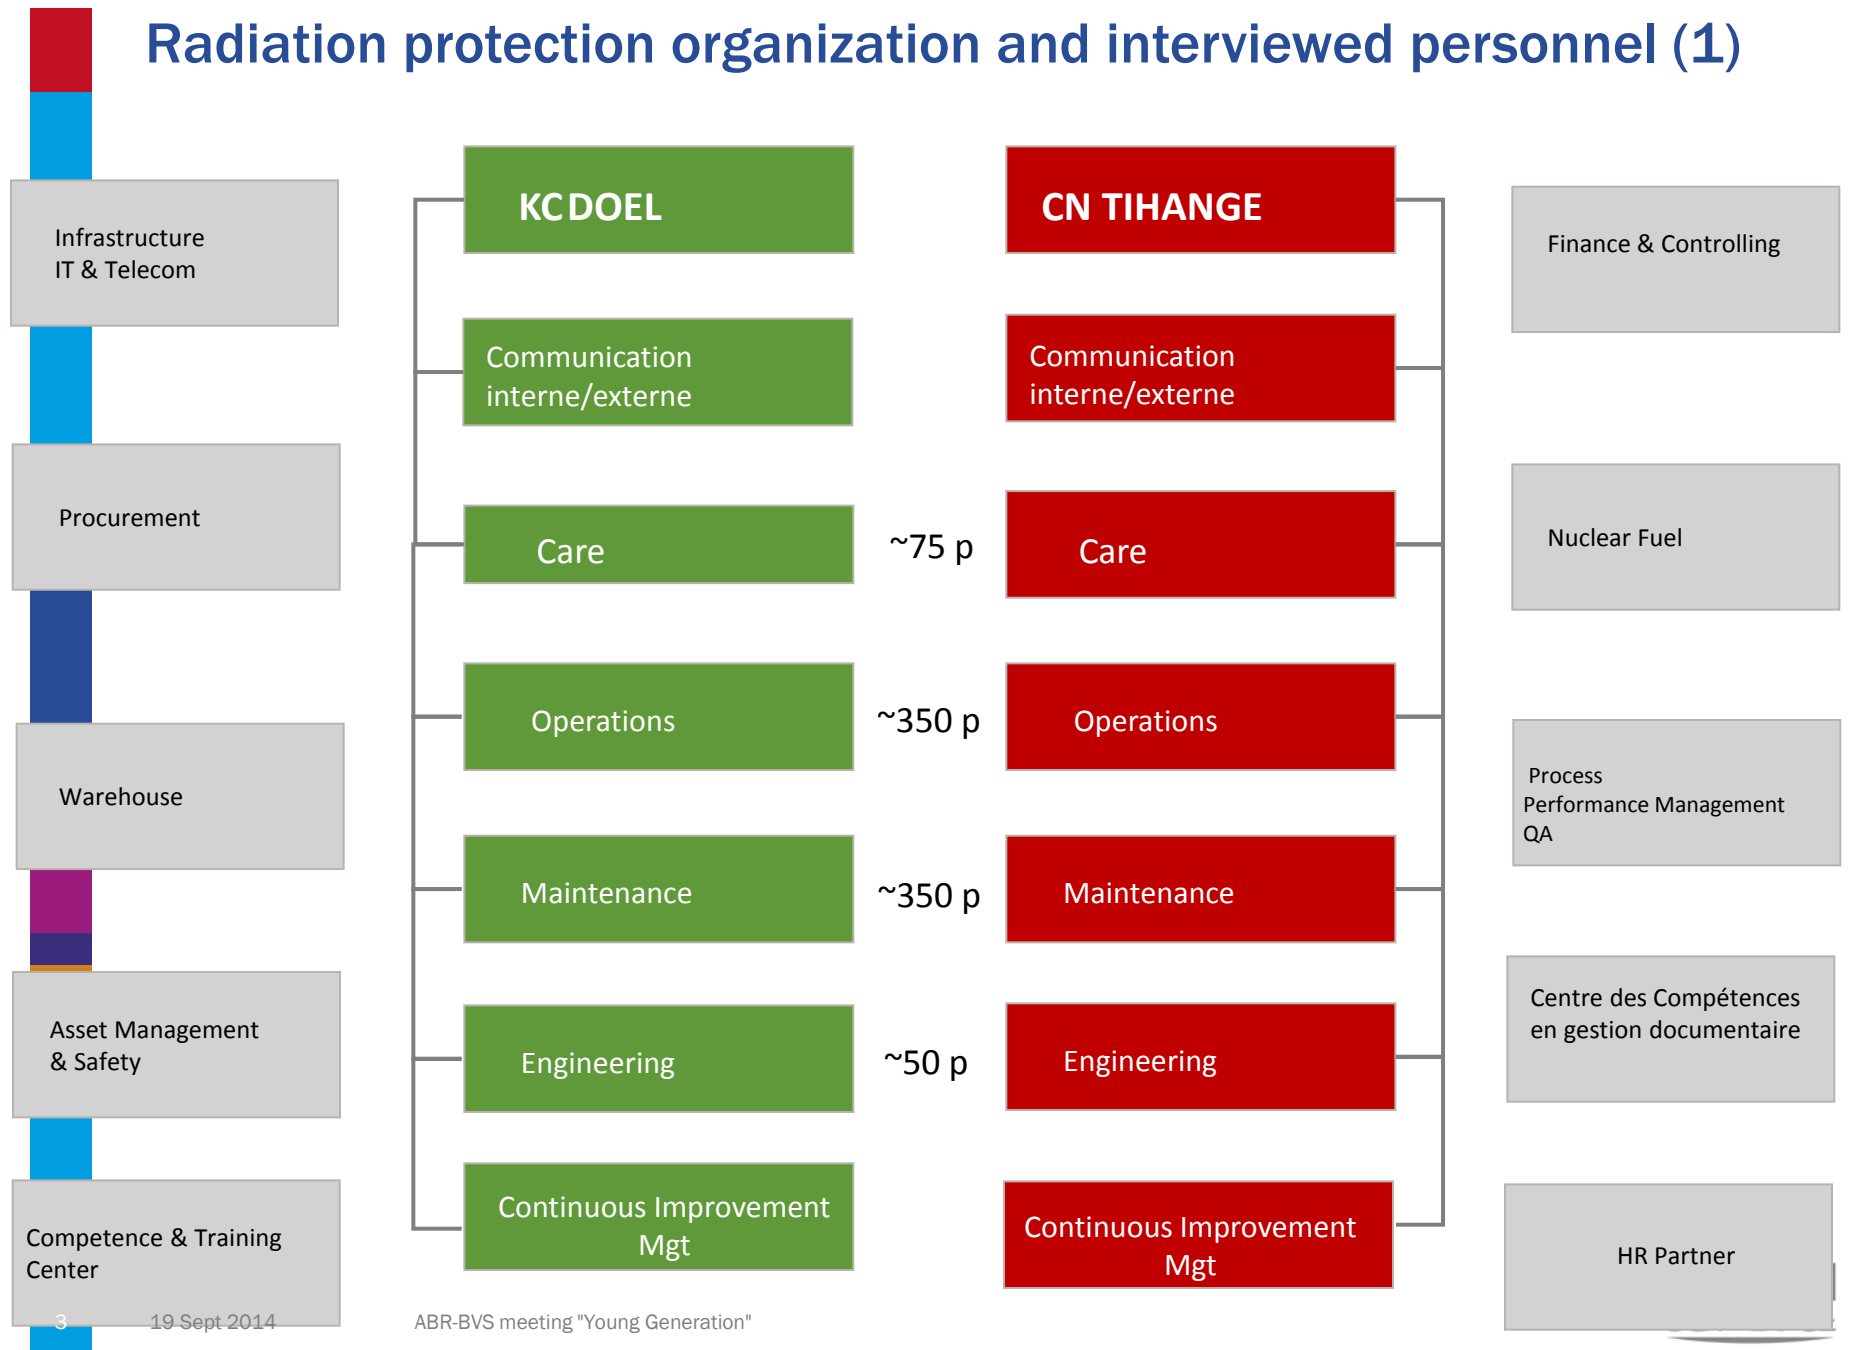 Radiation protection organization and interviewed personnel (1)
Infrastructure
IT & Telecom
Procurement
Warehouse
Asset Management
& Safety
Competence & Training
Center
KC DOEL
Communication
interne/externe
Care
Operations
Maintenance
Engineering
Continuous Improvement
Mgt
~75 p
~350 p
~350 p
~50 p
CN TIHANGE
Communication
interne/externe
Care
Operations
Maintenance
Engineering
Continuous Improvement
Mgt
Finance & Controlling
Nuclear Fuel
Process
Performance Management
QA
Centre des Compétences
en gestion documentaire
HR Partner
3
19 Sept 2014
ABR-BVS meeting "Young Generation"